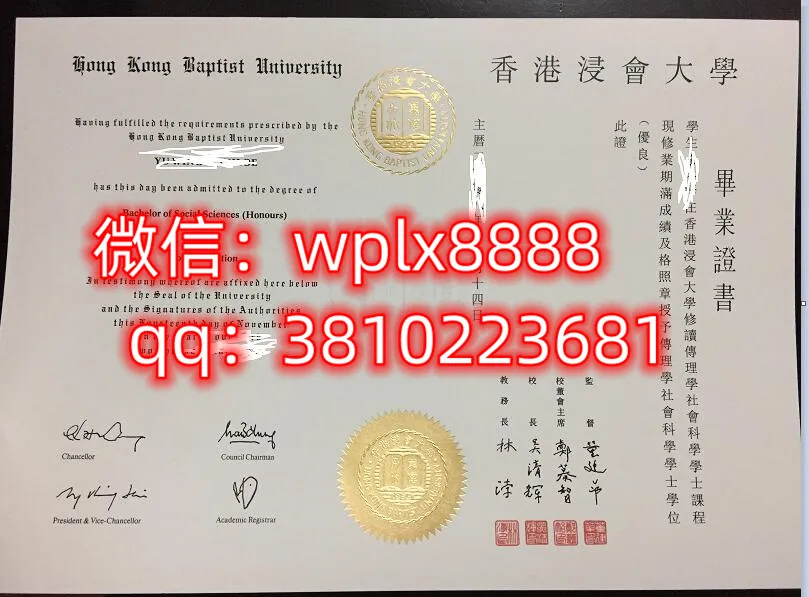 Hong Kong Baptist University
Having fulfilled the requirements prescribed by the
Hong Kong Baptist University
has this day been admitted to the degree of
Bachelor of Social Sciences (Honours)
In testimony whereof are affixed here below
the Seal of the University
and the Signatures of the Authorities
this Fourteenth day of November
Chancellor
Council Chairman
President & Vice-Chancellor
Academic Registrar
香港浸會大學
畢業證書
學生
在香港浸會大學修讀傳理學社會科學學士課程
現修業期滿成績及格照章授予傳理學社會科學學士學位
(優良)
此證
主曆
十四日
監督
校董會主席 鄭慕智
校長 吳清輝
教務長 林
微信：wplx8888
qq：3810223681